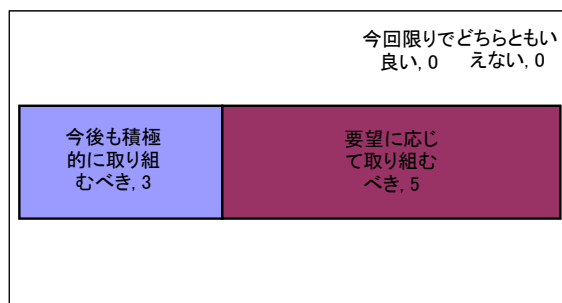 今回限りで
良い, 0
どちらともい
えない, 0
今後も積極
的に取り組
むべき, 3
要望に応じ
て取り組む
べき, 5